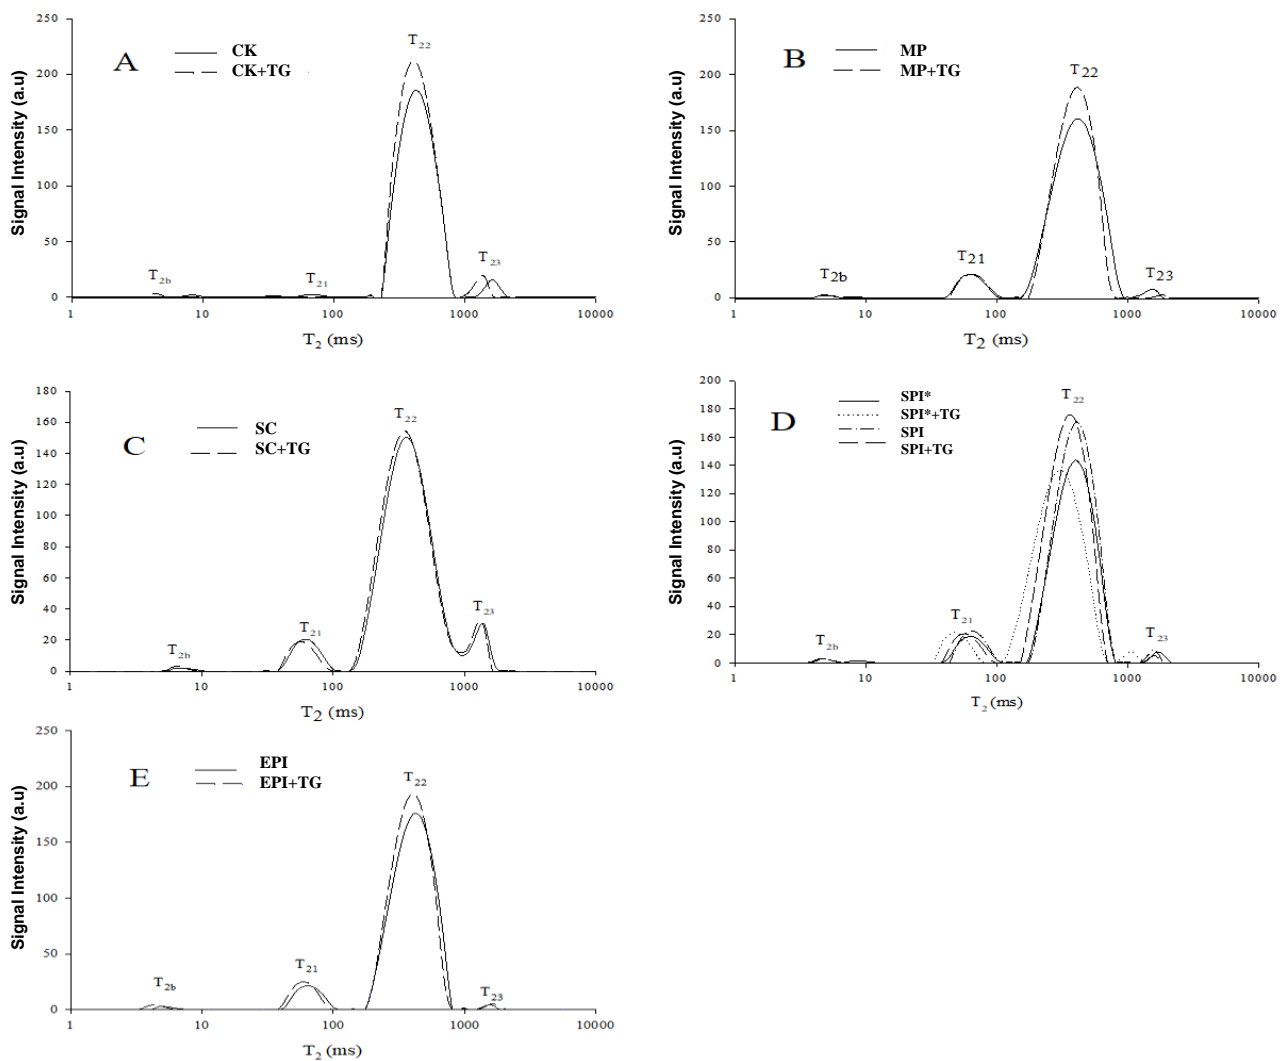 A
CK
CK+TG
T22
T2b
T21
T23
250
200
150
100
50
0
1
10
100
1000
10000
Signal Intensity (a.u)
T2 (ms)
B
MP
MP+TG
T22
T2b
T21
T23
250
200
150
100
50
0
1
10
100
1000
10000
Signal Intensity (a.u)
T2 (ms)
C
SC
SC+TG
T22
T2b
T21
T23
180
160
140
120
100
80
60
40
20
0
1
10
100
1000
10000
Signal Intensity (a.u)
T2 (ms)
D
SPI*
SPI*+TG
SPI
SPI+TG
T22
T2b
T21
T23
200
180
160
140
120
100
80
60
40
20
0
1
10
100
1000
10000
Signal Intensity (a.u)
T2 (ms)
E
EPI
EPI+TG
T22
T2b
T21
T23
250
200
150
100
50
0
1
10
100
1000
10000
Signal Intensity (a.u)
T2 (ms)